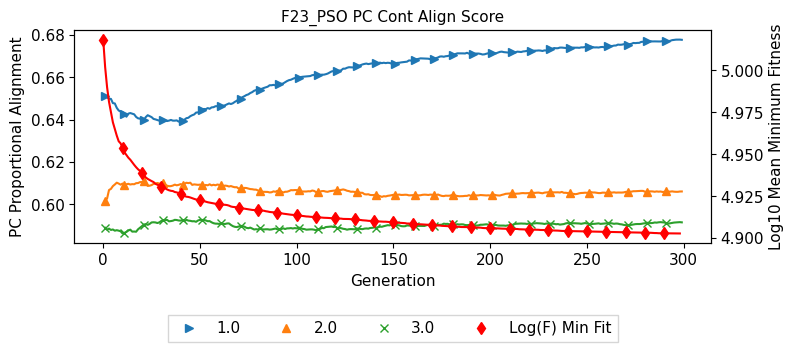 F23_PSO PC Cont Align Score
PC Proportional Alignment
0.68
0.66
0.64
0.62
0.60
5.000
4.975
4.950
4.925
4.900
Log10 Mean Minimum Fitness
0 50 100 150 200 250 300
Generation
1.0 2.0 3.0 Log(F) Min Fit